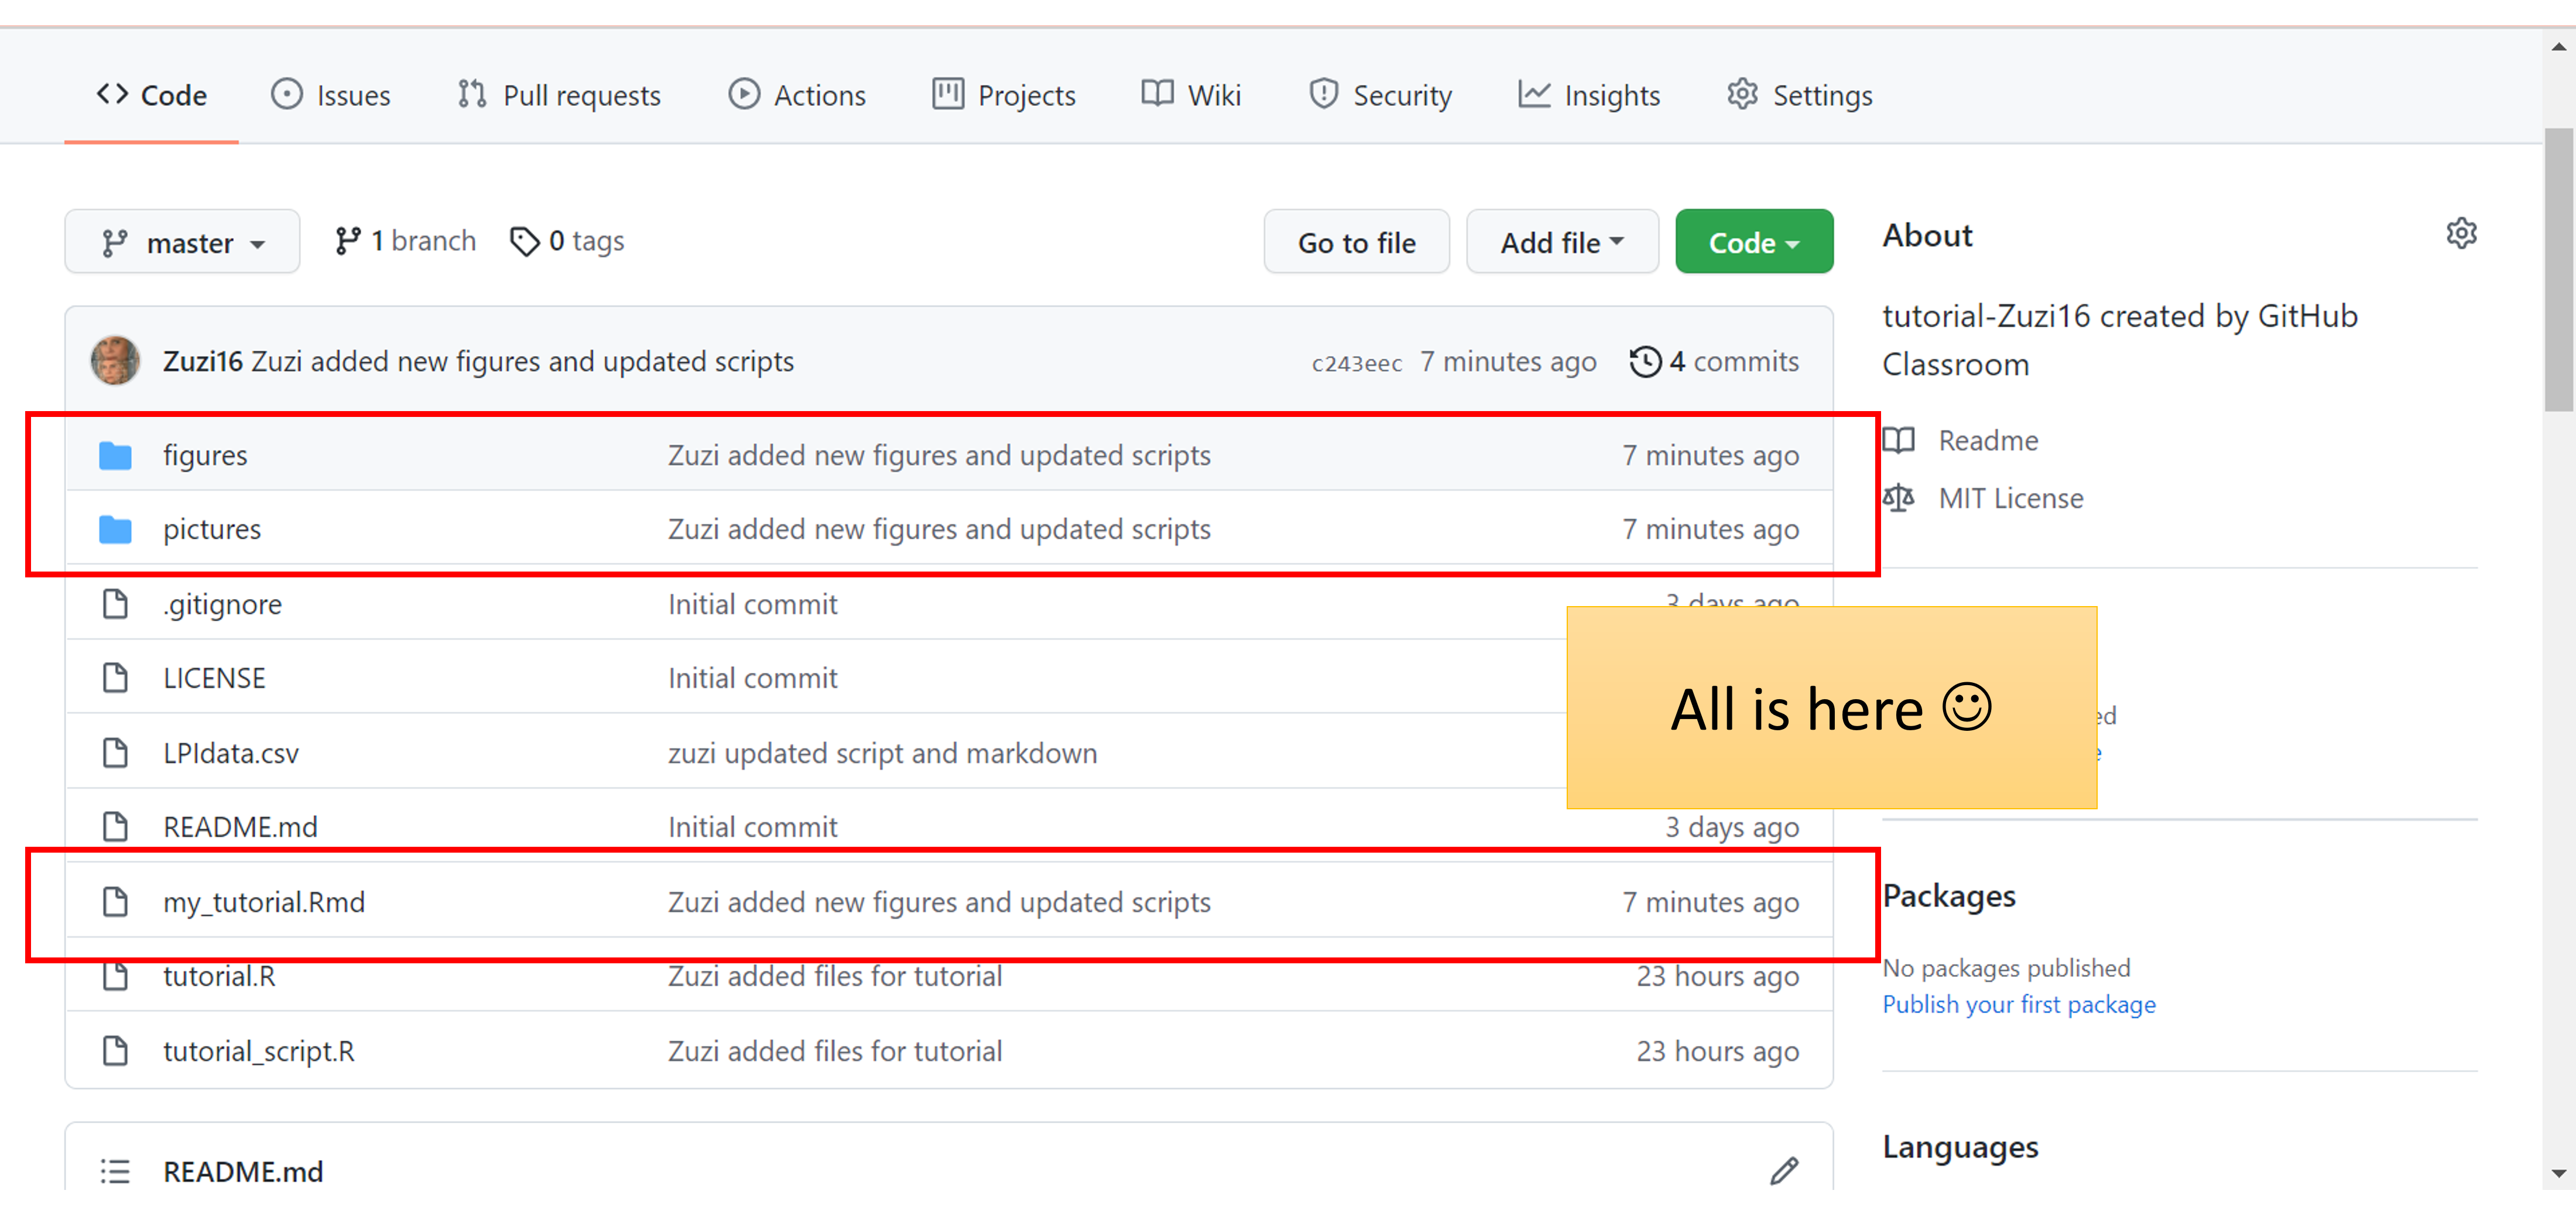 Code Issues Pull requests Actions Projects Wiki Security Insights Settings
master 1 branch 0 tags Go to file Add file Code
Zuzi16 Zuzi added new figures and updated scripts c243eec 7 minutes ago 4 commits
figures Zuzi added new figures and updated scripts 7 minutes ago
pictures Zuzi added new figures and updated scripts 7 minutes ago
.gitignore Initial commit 3 days ago
LICENSE Initial commit
LPIdata.csv zuzi updated script and markdown
README.md Initial commit 3 days ago
my_tutorial.Rmd Zuzi added new figures and updated scripts 7 minutes ago
tutorial.R Zuzi added files for tutorial 23 hours ago
tutorial_script.R Zuzi added files for tutorial 23 hours ago
README.md
All is here ☺
About
tutorial-Zuzi16 created by GitHub
Classroom
Readme
MIT License
Packages
No packages published
Publish your first package
Languages